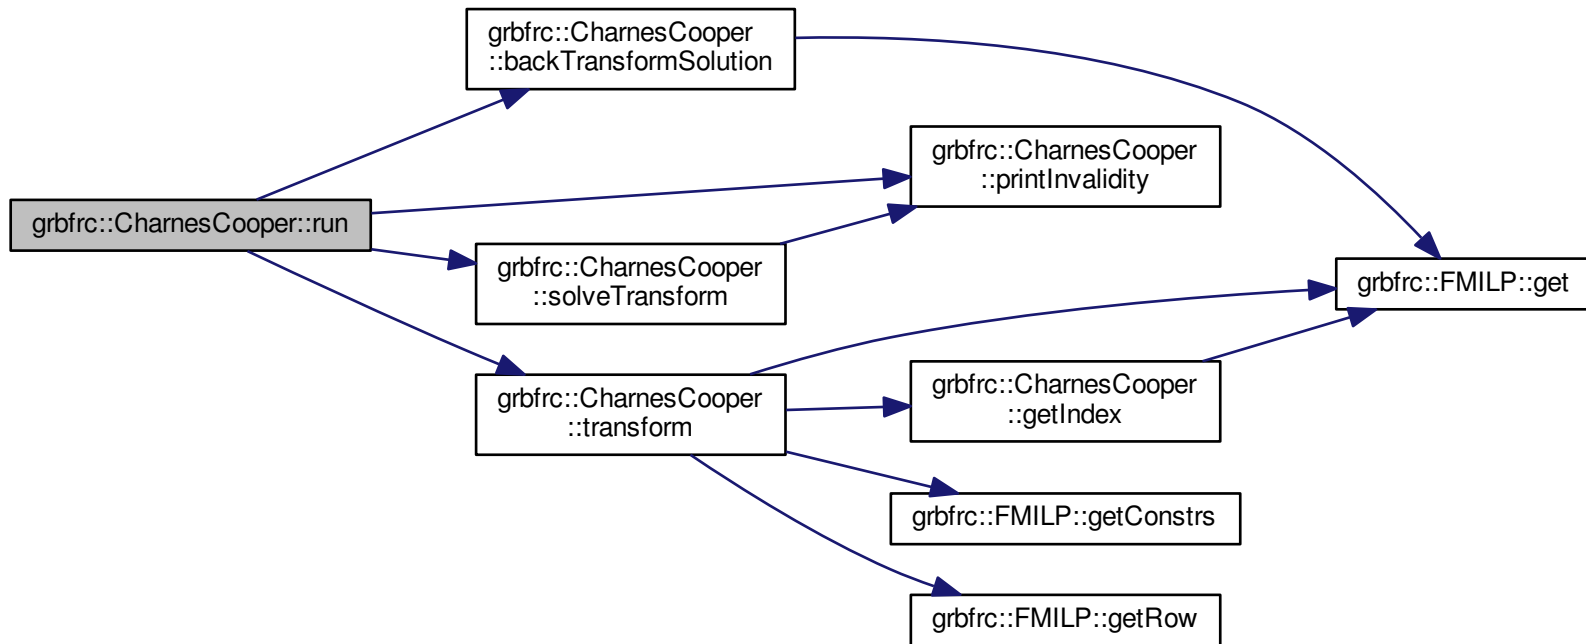 grbfrc::CharnesCooper::run
grbfrc::CharnesCooper
::backTransformSolution
grbfrc::CharnesCooper
::printInvalidity
grbfrc::CharnesCooper
::solveTransform
grbfrc::FMILP::get
grbfrc::CharnesCooper
::transform
grbfrc::CharnesCooper
::getIndex
grbfrc::FMILP::getConstrs
grbfrc::FMILP::getRow